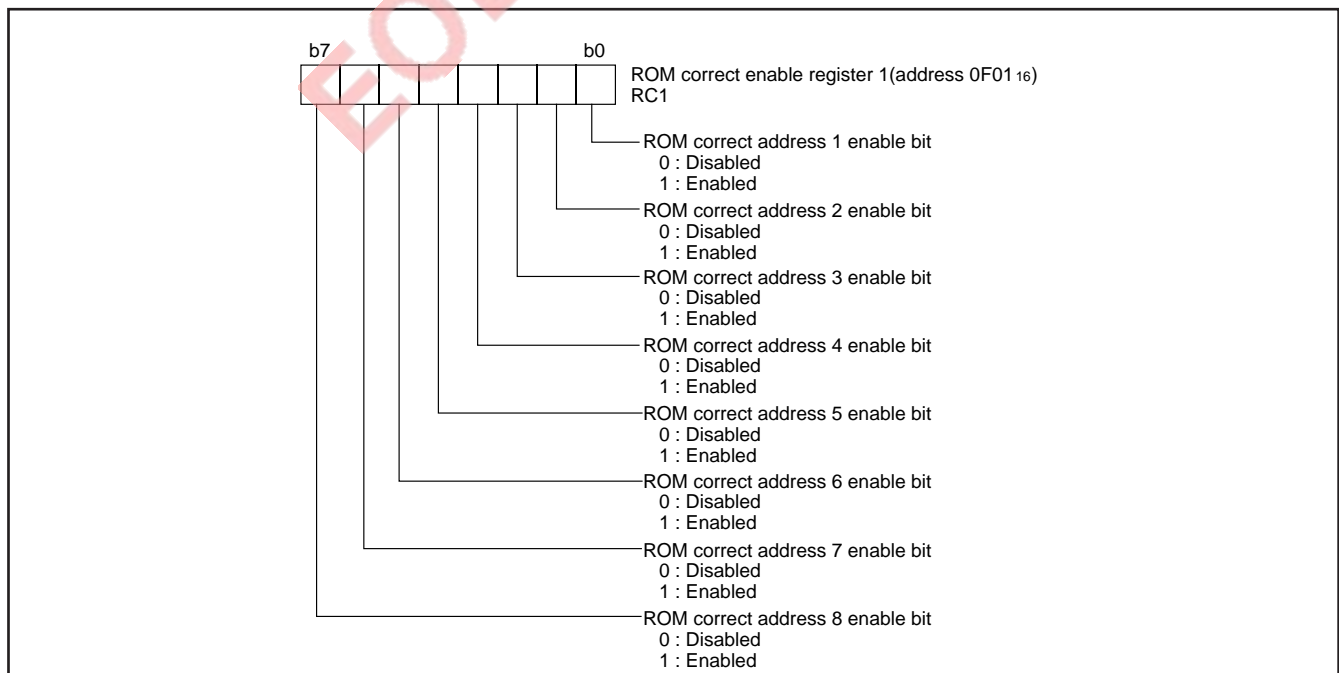 b7 b0
ROM correct enable register 1(address 0F01 16)
RC1
ROM correct address 1 enable bit
0 : Disabled
1 : Enabled
ROM correct address 2 enable bit
0 : Disabled
1 : Enabled
ROM correct address 3 enable bit
0 : Disabled
1 : Enabled
ROM correct address 4 enable bit
0 : Disabled
1 : Enabled
ROM correct address 5 enable bit
0 : Disabled
1 : Enabled
ROM correct address 6 enable bit
0 : Disabled
1 : Enabled
ROM correct address 7 enable bit
0 : Disabled
1 : Enabled
ROM correct address 8 enable bit
0 : Disabled
1 : Enabled